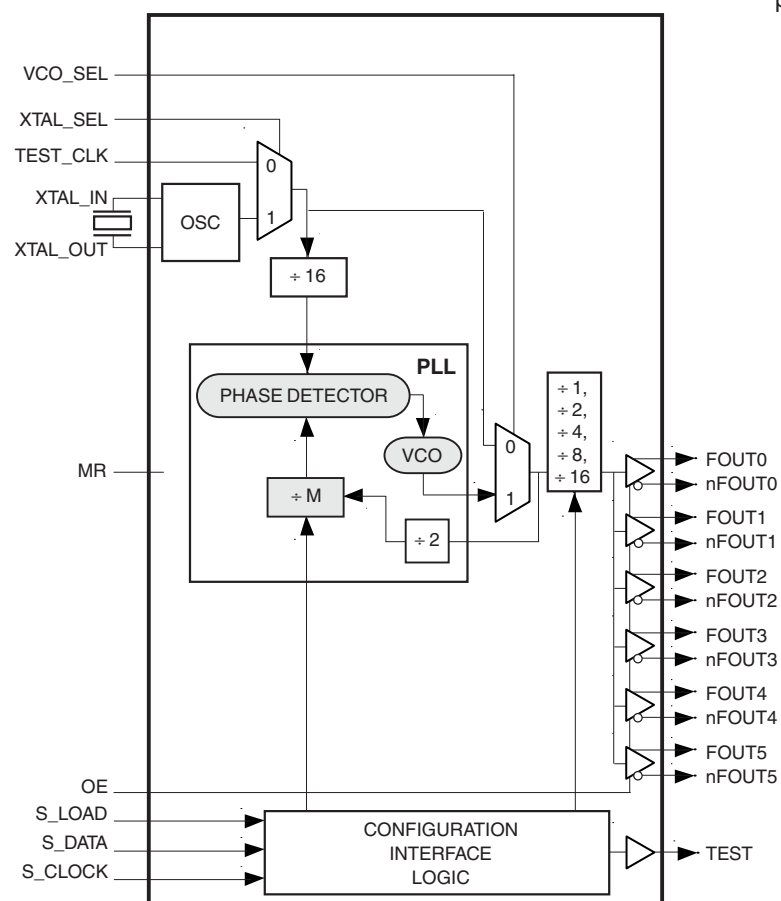 VCO_SEL
XTAL_SEL
TEST_CLK
XTAL_IN
XTAL_OUT
OSC
0
1
÷ 16
PLL
PHASE DETECTOR
VCO
÷ M
÷ 2
0
1
÷ 1,
÷ 2,
÷ 4,
÷ 8,
÷ 16
MR
FOUT0
nFOUT0
FOUT1
nFOUT1
FOUT2
nFOUT2
FOUT3
nFOUT3
FOUT4
nFOUT4
FOUT5
nFOUT5
OE
S_LOAD
S_DATA
S_CLOCK
CONFIGURATION
INTERFACE
LOGIC
TEST